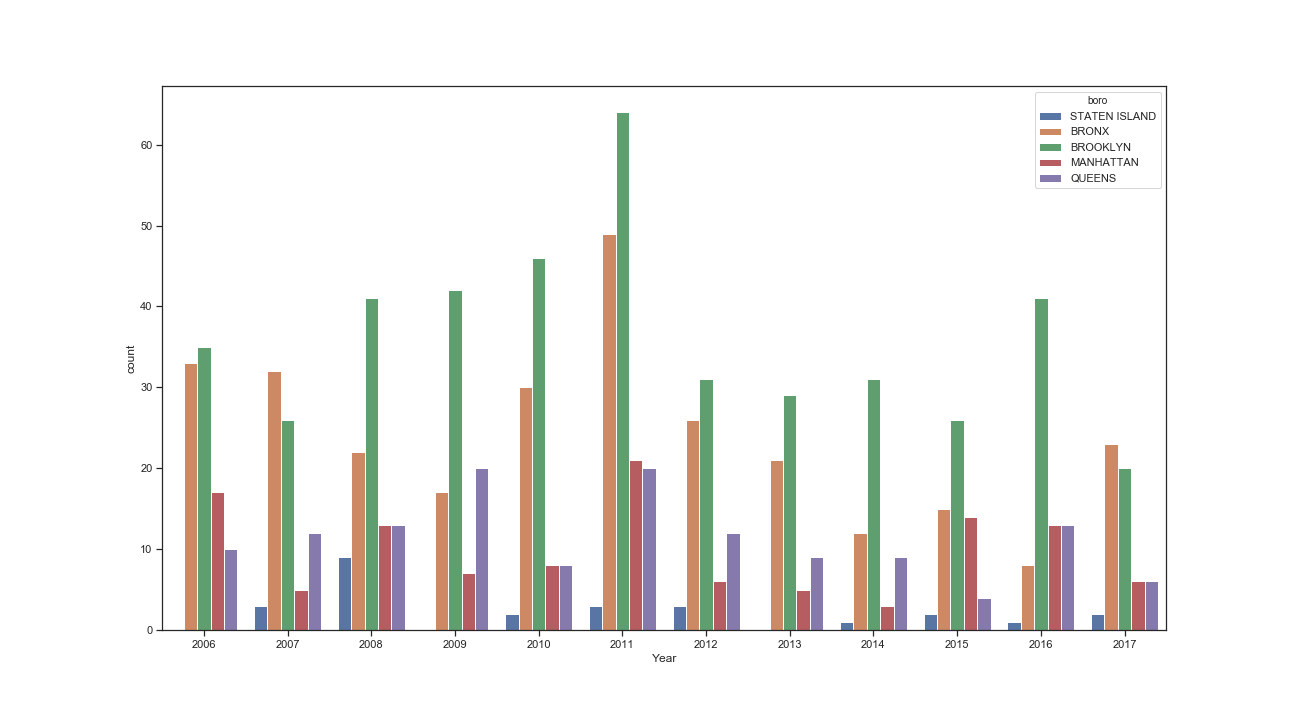 boro
STATEN ISLAND
BRONX
BROOKLYN
MANHATTAN
QUEENS
60
50
40
30
20
10
0
count
2006 2007 2008 2009 2010 2011 2012 2013 2014 2015 2016 2017
Year